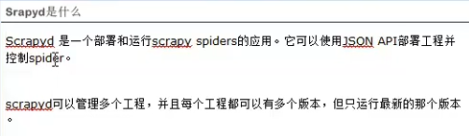 Srapyd是什么
Scrapyd 是一个部署和运行scrapy spiders的应用。它可以使用JSON API部署工程并
控制spider。
scrapyd可以管理多个工程，并且每个工程都可以有多个版本，但只运行最新的那个版本
。